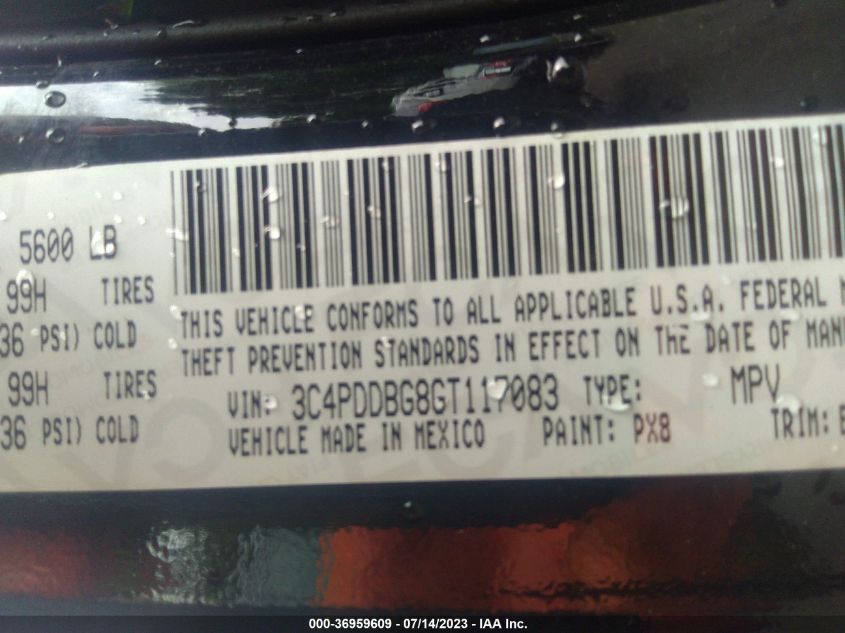 5600 LB
99H TIRES
36 PSI) COLD
99H TIRES
36 PSI) COLD
THIS VEHICLE CONFORMS TO ALL APPLICABLE U.S.A. FEDERAL
THEFT PREVENTION STANDARDS IN EFFECT ON THE DATE OF MAN
VIN: 3C4PDDBG8GT117083 TYPE: MPV
VEHICLE MADE IN MEXICO PAINT: PX8 TRIM:
000-36959609 - 07/14/2023 - IAA Inc.